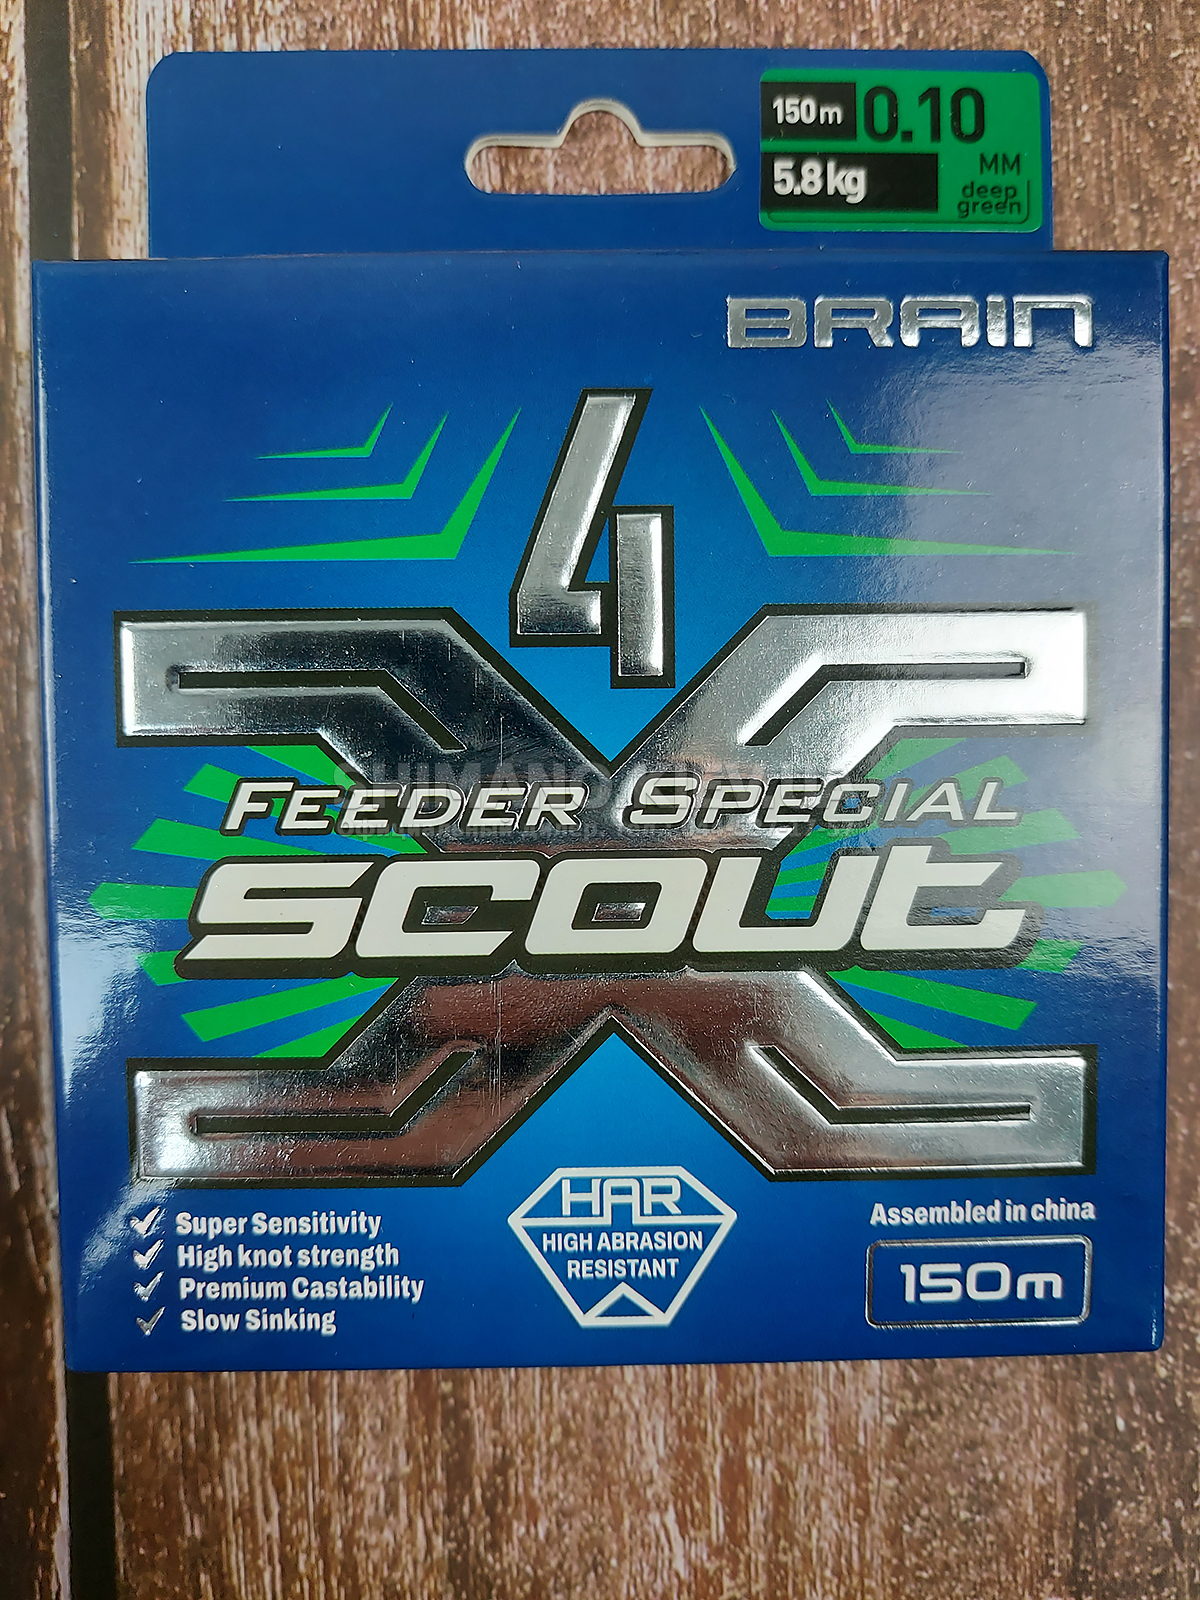 150m 0.10
MM
5.8kg
deep
green
BRAIN
4
X
FEEDER SPECIAL
SCOUT
Super Sensitivity
High knot strength
Premium Castability
Slow Sinking
HAR
HIGH ABRASION
RESISTANT
Assembled in china
150m